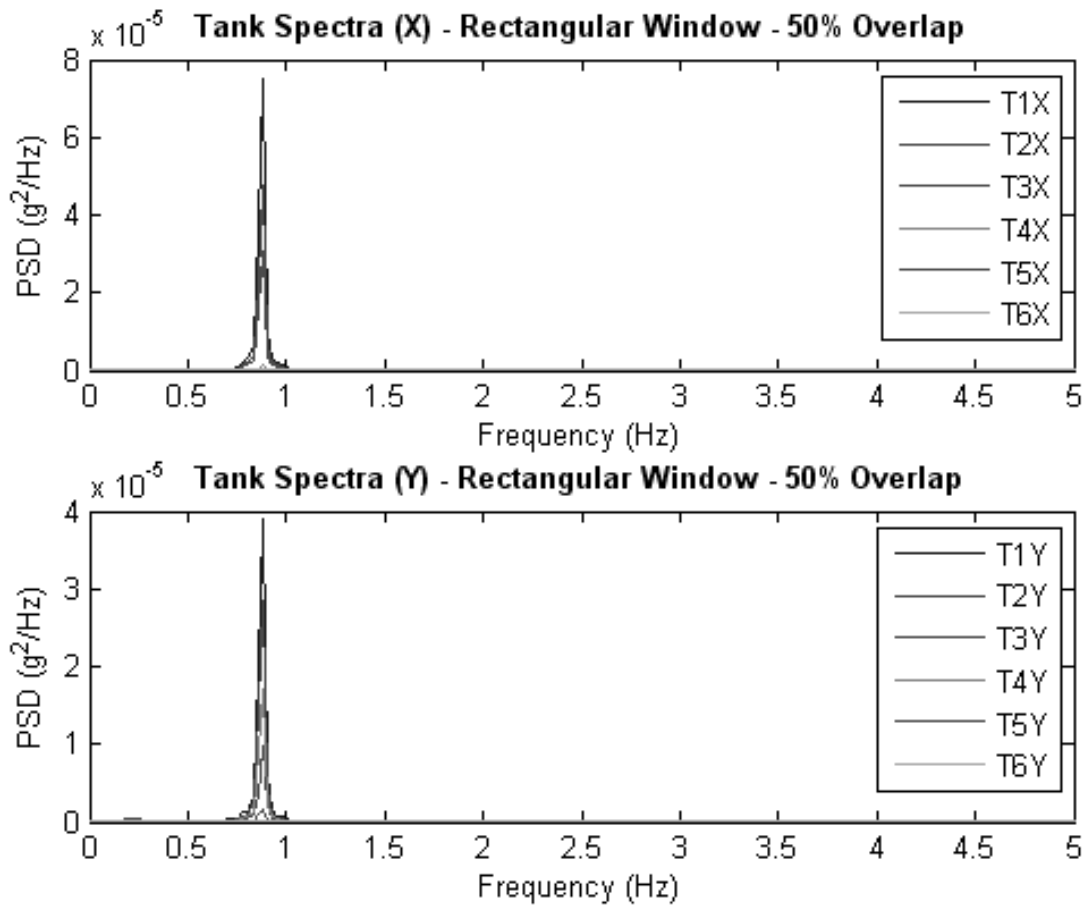 x 10^-5 Tank Spectra (X) - Rectangular Window - 50% Overlap
8
6
4
2
0
PSD (g^2/Hz)
T1X
T2X
T3X
T4X
T5X
T6X
0 0.5 1 1.5 2 2.5 3 3.5 4 4.5 5
Frequency (Hz)
x 10^-5 Tank Spectra (Y) - Rectangular Window - 50% Overlap
4
3
2
1
0
PSD (g^2/Hz)
T1Y
T2Y
T3Y
T4Y
T5Y
T6Y
0 0.5 1 1.5 2 2.5 3 3.5 4 4.5 5
Frequency (Hz)